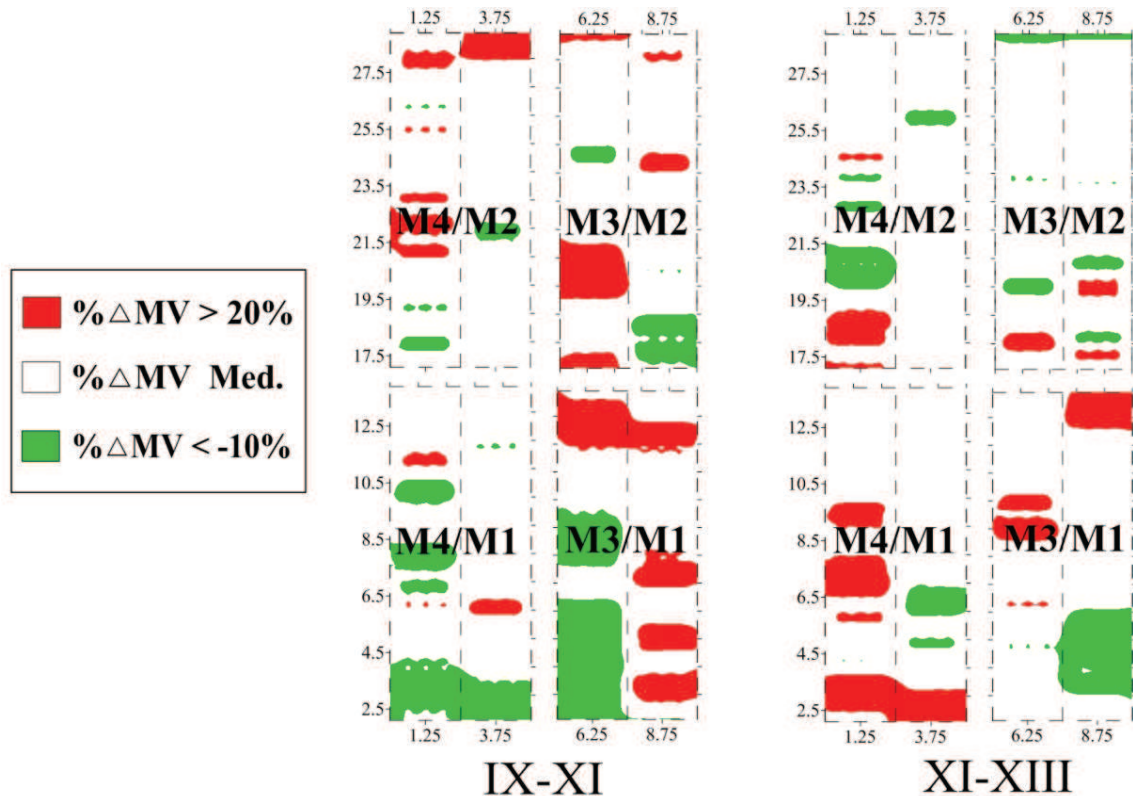 1.25 3.75 6.25 8.75 1.25 3.75 6.25 8.75
27.5 27.5
25.5 25.5
23.5 23.5
M4/M2 M3/M2 M4/M2 M3/M2
21.5 21.5
% △ MV > 20%
19.5 19.5
% △ MV Med.
17.5 17.5
% △ MV < -10%
12.5 12.5
10.5 10.5
8.5 8.5
M4/M1 M3/M1 M4/M1 M3/M1
6.5 6.5
4.5 4.5
2.5 2.5
1.25 3.75 6.25 8.75 1.25 3.75 6.25 8.75
IX-XI XI-XIII